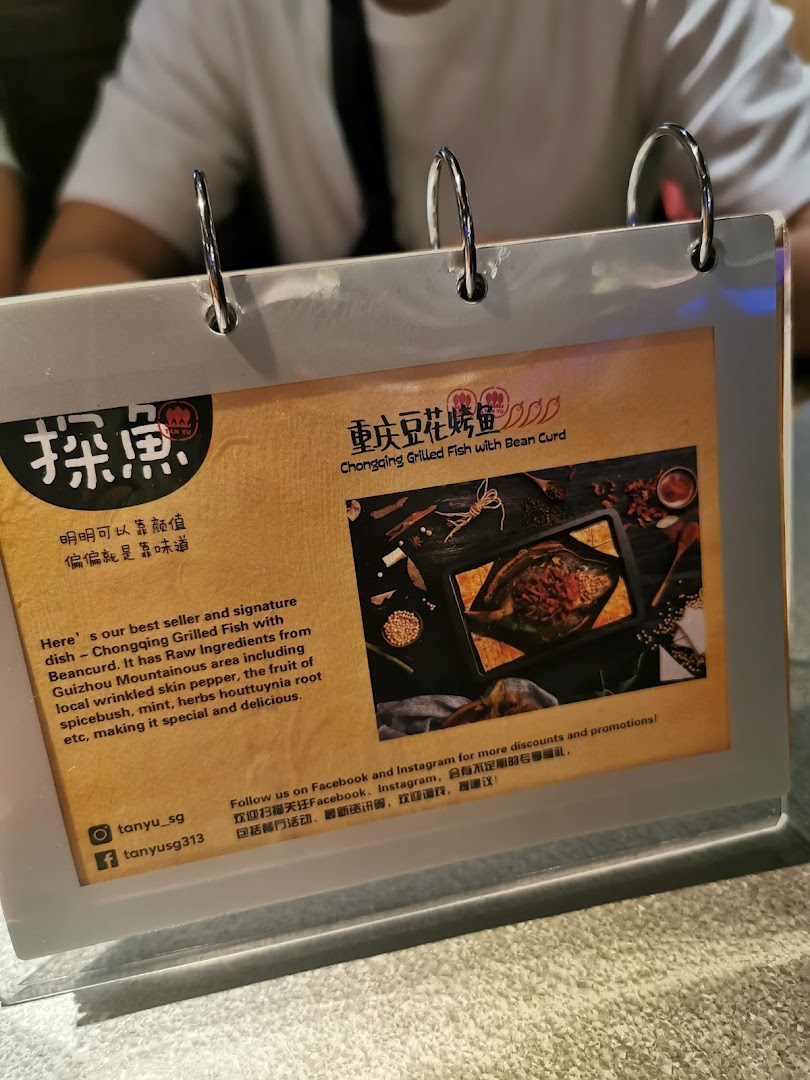 探魚
TAN YU
明明可以靠颜值
偏偏就是靠味道
重庆豆花烤鱼
Chongqing Grilled Fish with Bean Curd
Here's our best seller and signature
dish – Chongqing Grilled Fish with
Beancurd. It has Raw Ingredients from
Guizhou Mountainous area including
local wrinkled skin pepper, the fruit of
spicebush, mint, herbs houttuynia root
etc, making it special and delicious.
Follow us on Facebook and Instagram for more discounts and promotions!
欢迎扫描关注Facebook、Instagram，会有不定期的专享福礼，
包括餐厅活动、最新资讯等，欢迎调戏，提建议！
tanyu_sg
tanyusg313